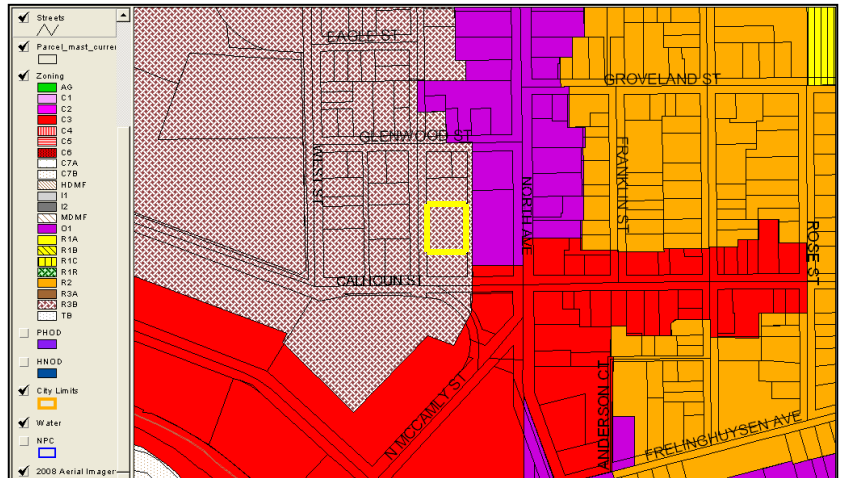 Streets
Parcel_mast_currei
Zoning
AG
C1
C2
C3
C4
C5
C6
C7A
C7B
HDMF
I1
I2
MDMF
O1
R1A
R1B
R1C
R1R
R2
R3A
R3B
TB
PHOD
HNOD
City Limits
Water
NPC
2008 Aerial Imager
EAGLE ST
GROVELAND ST
GLENWOOD ST
WEST ST
FRANKLIN ST
NORTH AVE
ROSE ST
CALHOUN ST
N MCCAMLY ST
ANDERSON CT
FRELINGHUYSEN AVE